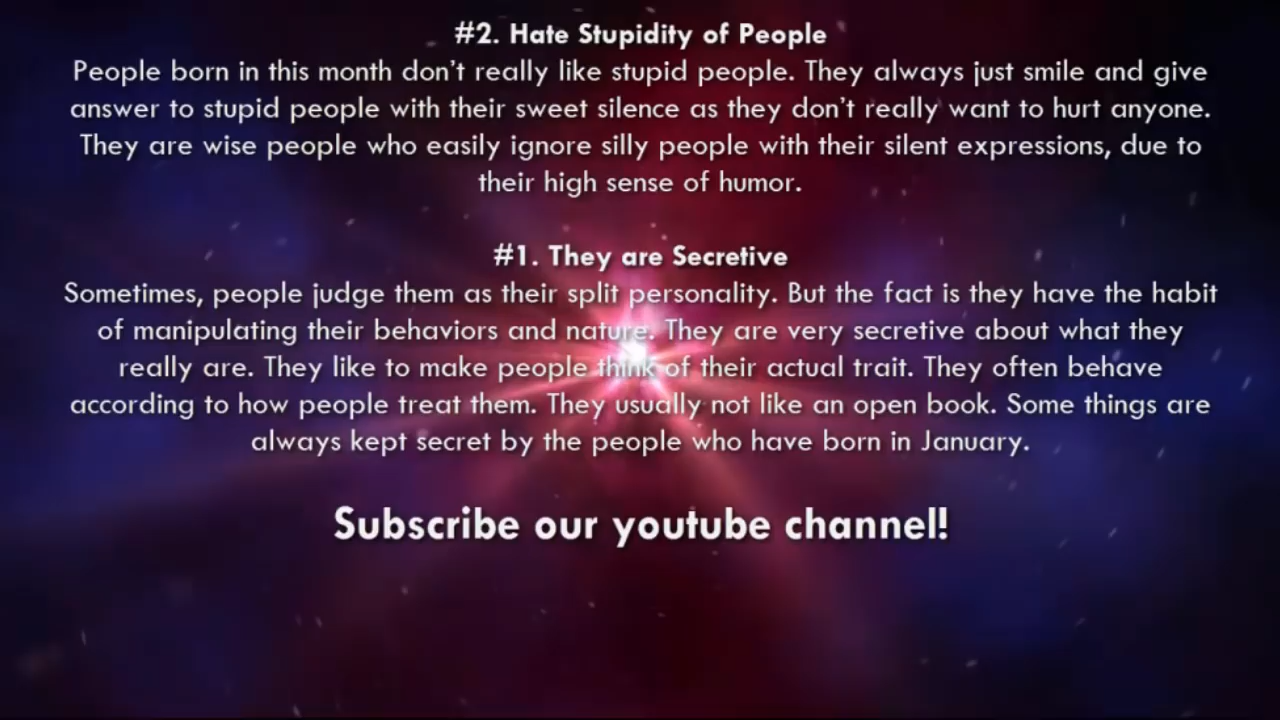 #2. Hate Stupidity of People
People born in this month don't really like stupid people. They always just smile and give
answer to stupid people with their sweet silence as they don't really want to hurt anyone.
They are wise people who easily ignore silly people with their silent expressions, due to
their high sense of humor.
#1. They are Secretive
Sometimes, people judge them as their split personality. But the fact is they have the habit
of manipulating their behaviors and nature. They are very secretive about what they
really are. They like to make people think of their actual trait. They often behave
according to how people treat them. They usually not like an open book. Some things are
always kept secret by the people who have born in January.
Subscribe our youtube channel!